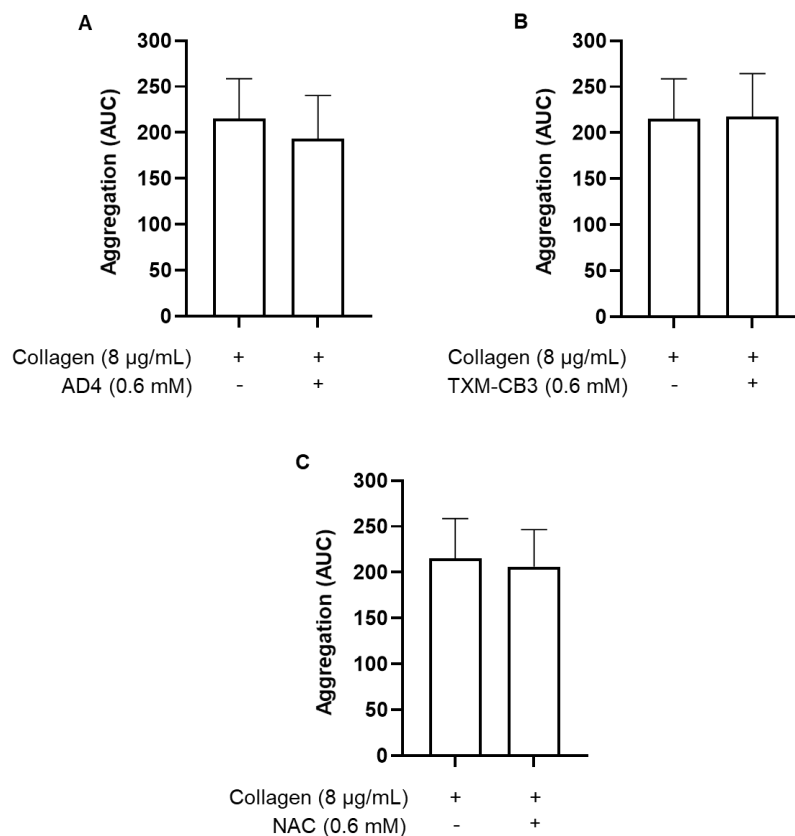 A
Aggregation (AUC)
300
250
200
150
100
50
0
Collagen (8 µg/mL) + +
AD4 (0.6 mM) - +
B
Aggregation (AUC)
300
250
200
150
100
50
0
Collagen (8 µg/mL) + +
TXM-CB3 (0.6 mM) - +
C
Aggregation (AUC)
300
250
200
150
100
50
0
Collagen (8 µg/mL) + +
NAC (0.6 mM) - +